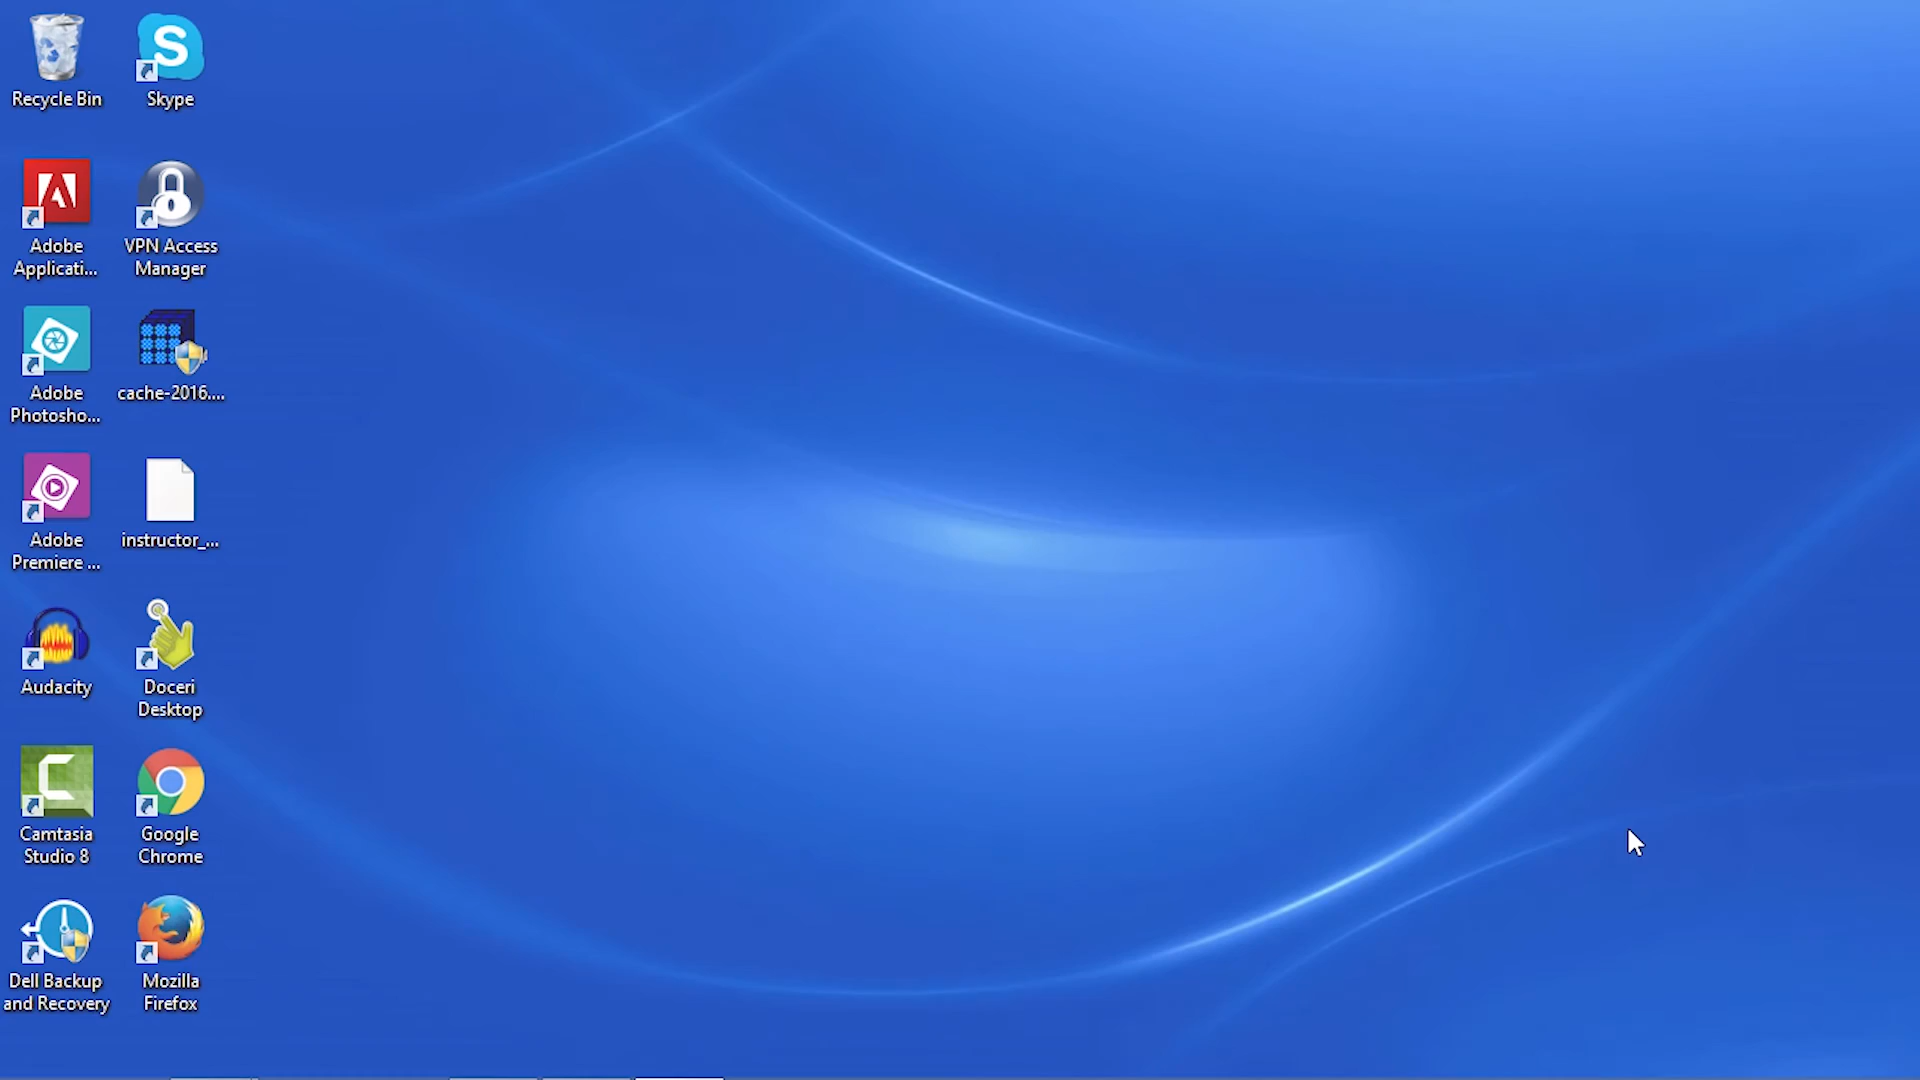 Recycle Bin
Skype
Adobe
Applicati...
VPN Access
Manager
Adobe
Photosho...
cache-2016....
Adobe
Premiere ...
instructor_...
Audacity
Doceri
Desktop
Camtasia
Studio 8
Google
Chrome
Dell Backup
and Recovery
Mozilla
Firefox